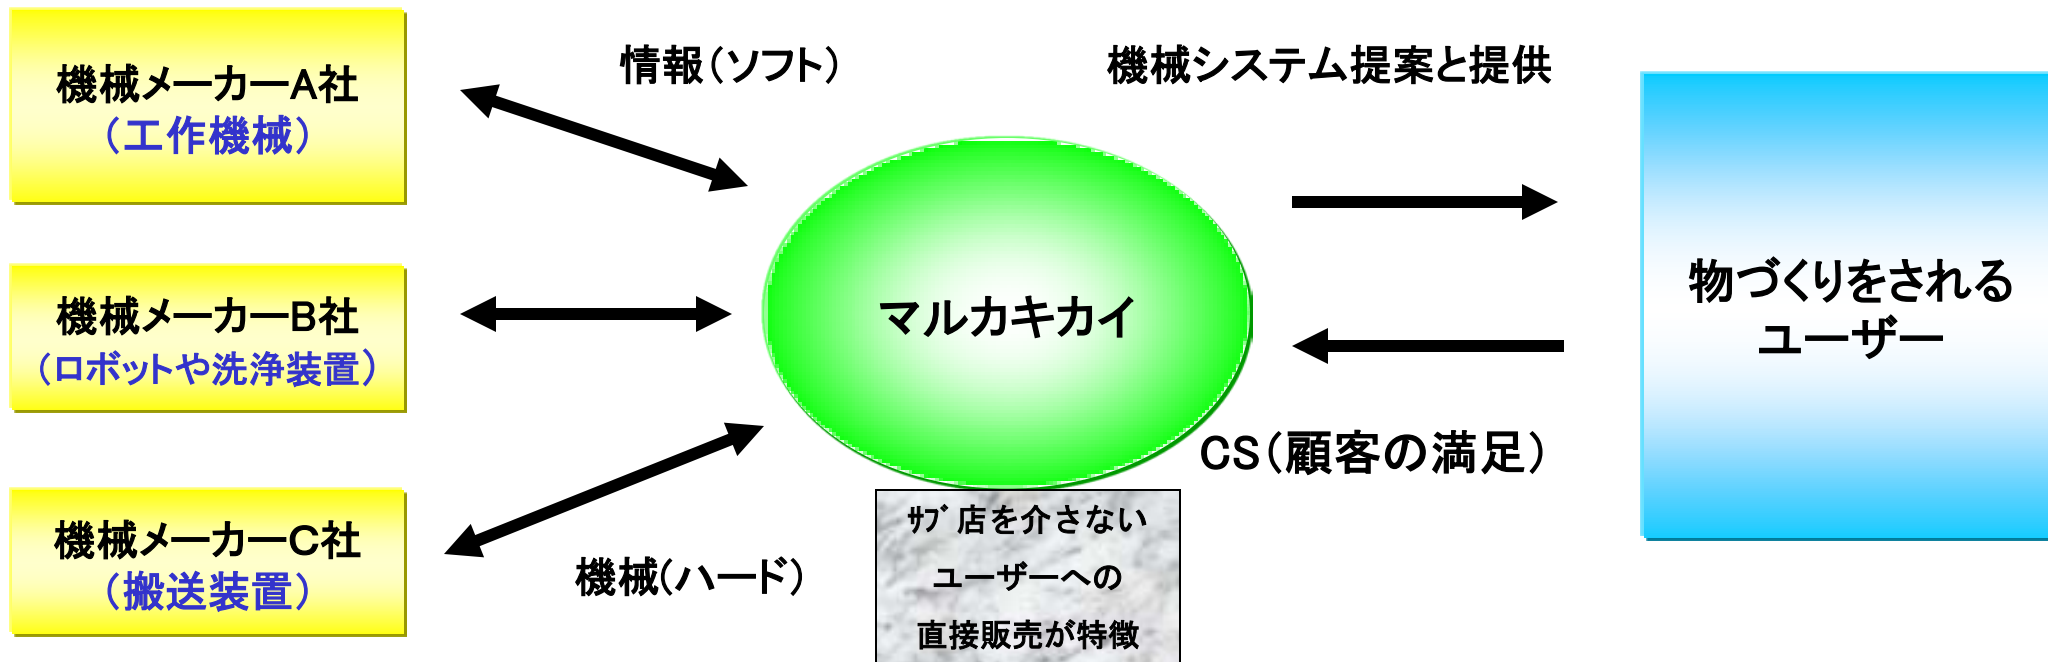 機械メーカーA社
（工作機械）
情報（ソフト）
機械システム提案と提供
機械メーカーB社
（ロボットや洗浄装置）
マルカキカイ
物づくりをされる
ユーザー
CS（顧客の満足）
機械メーカーC社
（搬送装置）
機械(ハード）
ｻﾌﾞ店を介さない
ユーザーへの
直接販売が特徴